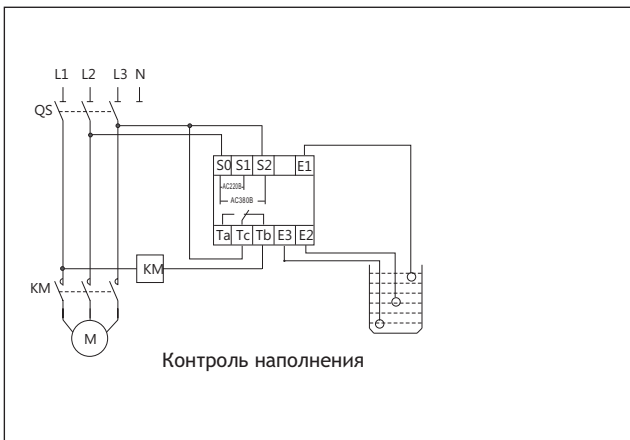 L1 L2 L3 N
QS
S0 S1 S2 E1
AC220В
AC380В
Ta Tc Tb E3 E2
KM
KM
M
Контроль наполнения